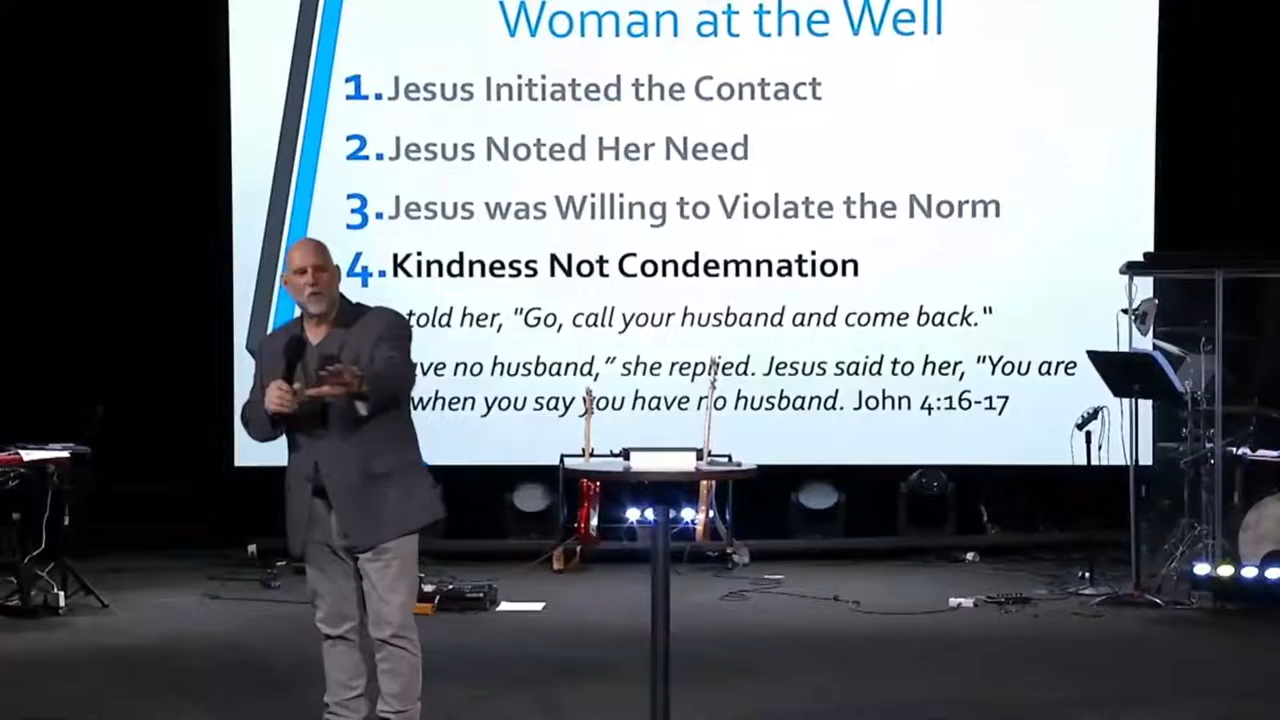 Woman at the Well
1. Jesus Initiated the Contact
2. Jesus Noted Her Need
3. Jesus was Willing to Violate the Norm
4. Kindness Not Condemnation
told her, "Go, call your husband and come back."
no husband,” she replied. Jesus said to her, "You are
when you say you have no husband. John 4:16-17